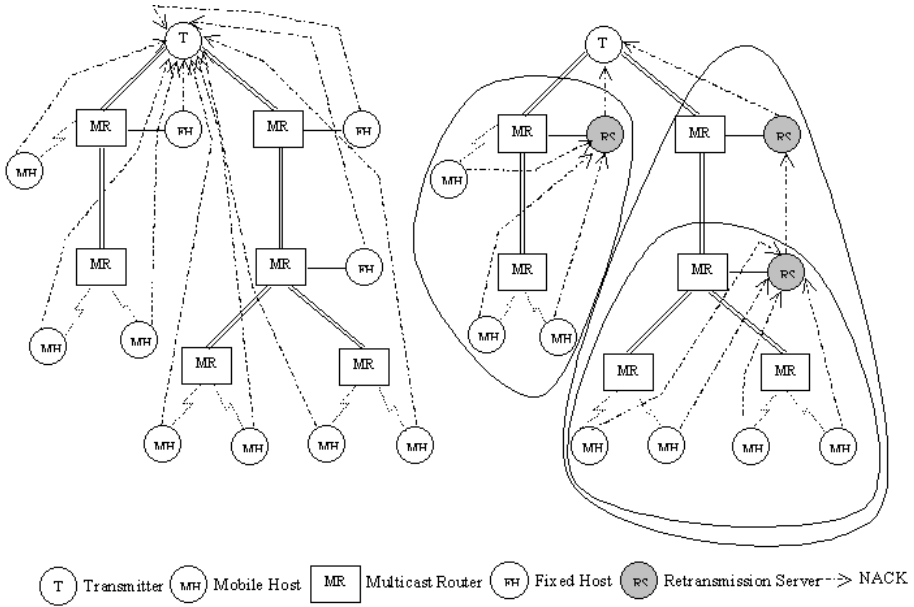 T
T
MR
FH
MR
FH
MR
RS
MR
RS
MH
MH
MR
MR
FH
MR
MR
RS
MH
MH
MH
MH
MR
MR
MR
MR
MH
MH
MH
MH
MH
MH
MH
MH
T Transmitter MH Mobile Host MR Multicast Router FH Fixed Host RS Retransmission Server NACK